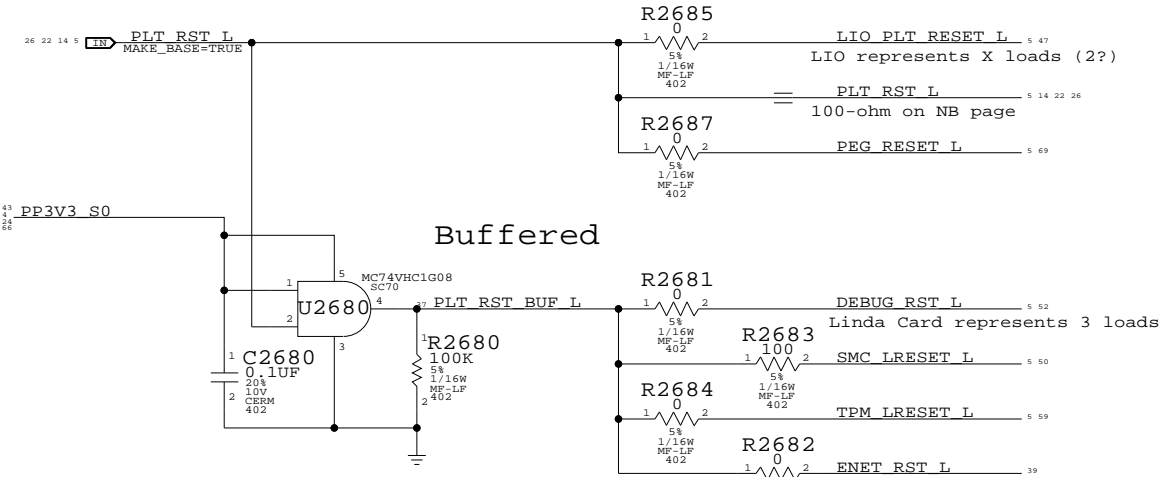 R2685
0
26 22 14 5 IN PLT_RST_L 1 2 LIO_PLT_RESET_L 5 47
MAKE_BASE=TRUE
5%
1/16W
MF-LF
402
LIO represents X loads (2?)
PLT_RST_L 5 14 22 26
100-ohm on NB page
R2687
0
1 2 PEG_RESET_L 5 69
5%
1/16W
MF-LF
402
43
4
24
66
PP3V3_S0
Buffered
5 MC74VHC1G08
SC70
1
U2680
2
4
3
37 PLT_RST_BUF_L
R2681
0
1 2 DEBUG_RST_L 5 52
5%
1/16W
MF-LF
402
Linda Card represents 3 loads
1 C2680
0.1UF
20%
10V
2 CERM
402
1 R2680
100K
5%
1/16W
MF-LF
2 402
R2683
100
1 2 SMC_LRESET_L 5 50
5%
1/16W
MF-LF
402
R2684
0
1 2 TPM_LRESET_L 5 59
5%
1/16W
MF-LF
402
R2682
0
1 2 ENET_RST_L 39